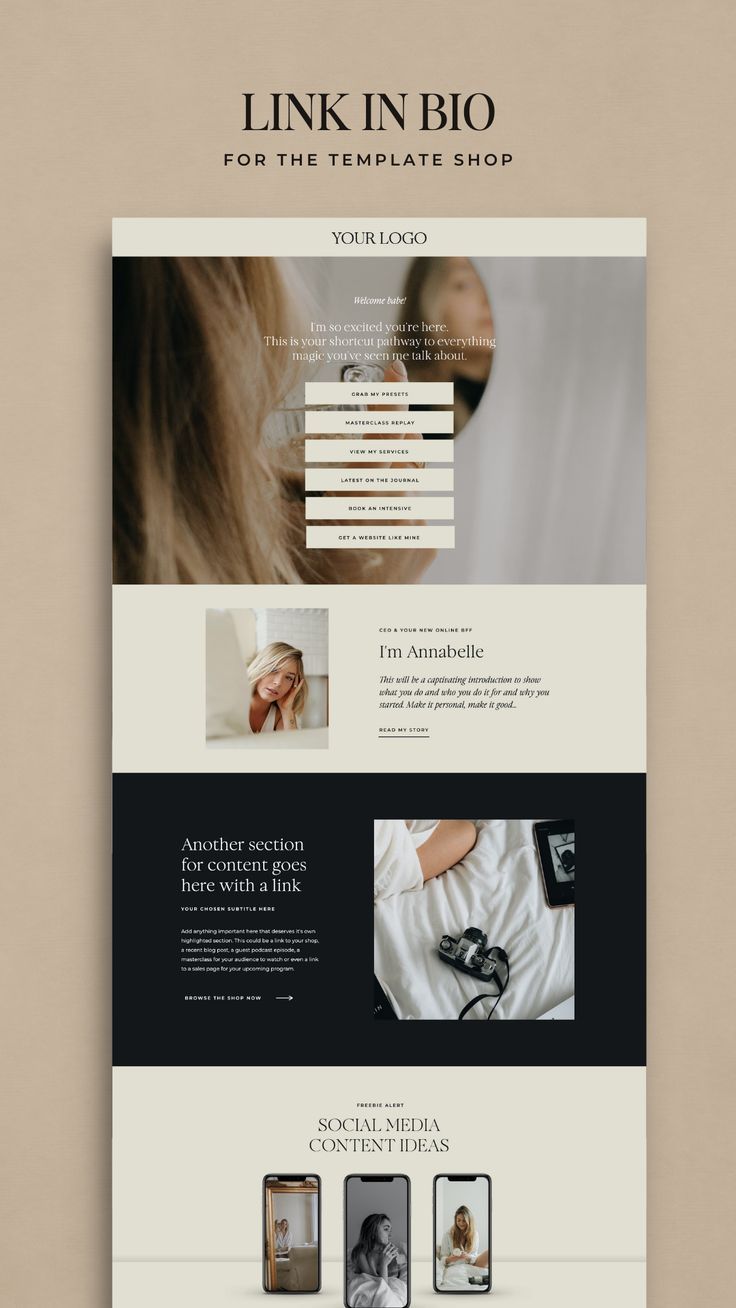 LINK IN BIO
FOR THE TEMPLATE SHOP
YOUR LOGO
Welcome babe!
I'm so excited you're here.
This is your shortcut pathway to everything
magic you've seen me talk about.
GRAB MY PRESETS
MASTERCLASS REPLAY
VIEW MY SERVICES
LATEST ON THE JOURNAL
BOOK AN INTENSIVE
GET A WEBSITE LIKE MINE
CEO & YOUR NEW ONLINE BFF
I'm Annabelle
This will be a captivating introduction to show
what you do and who you do it for and why you
started. Make it personal, make it good...
READ MY STORY
Another section
for content goes
here with a link
YOUR CHOSEN SUBTITLE HERE
Add anything important here that deserves it's own
highlighted section. This could be a link to your shop,
a recent blog post, a guest podcast episode, a
masterclass for your audience to watch or even a link
to a sales page for your upcoming program.
BROWSE THE SHOP NOW
FREEBIE ALERT
SOCIAL MEDIA
CONTENT IDEAS